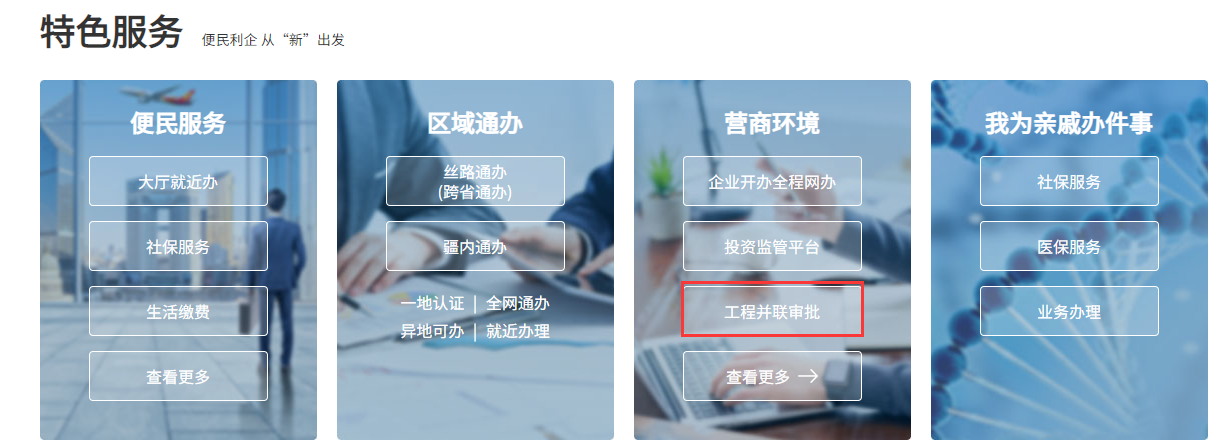 特色服务 便民利企 从“新”出发
便民服务
大厅就近办
社保服务
生活缴费
查看更多
区域通办
丝路通办
(跨省通办)
疆内通办
一地认证｜全网通办
异地可办｜就近办理
营商环境
企业开办全程网办
投资监管平台
工程并联审批
查看更多 →
我为亲戚办件事
社保服务
医保服务
业务办理